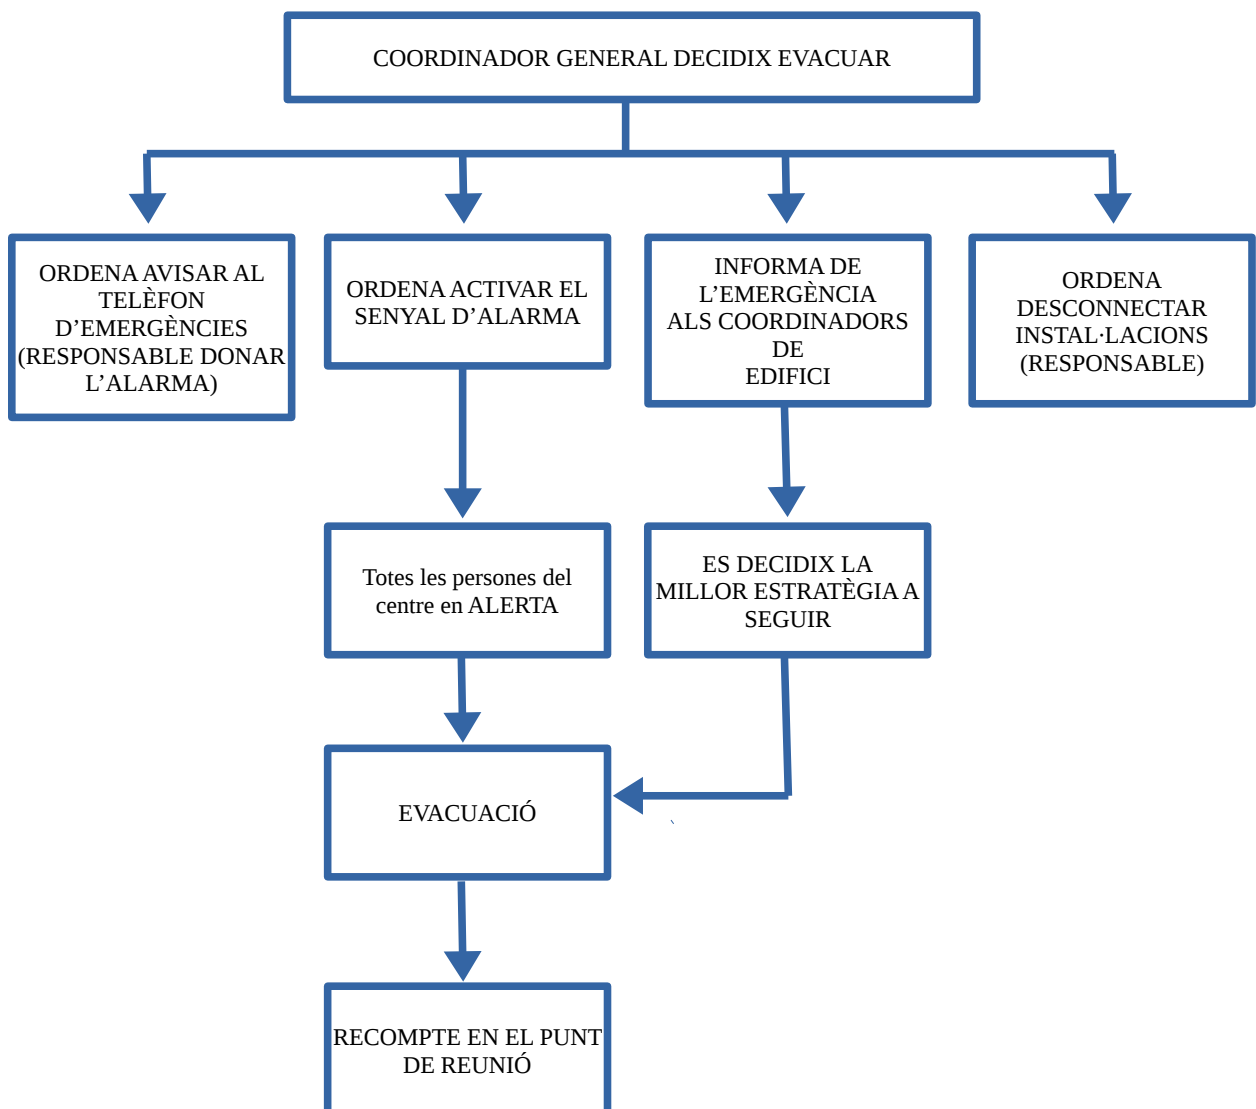 COORDINADOR GENERAL DECIDIX EVACUAR
ORDENA AVISAR AL
TELÈFON
D’EMERGÈNCIES
(RESPONSABLE DONAR
L’ALARMA)
ORDENA ACTIVAR EL
SENYAL D’ALARMA
INFORMA DE
L’EMERGÈNCIA
ALS COORDINADORS
DE
EDIFICI
ORDENA
DESCONNECTAR
INSTAL·LACIONS
(RESPONSABLE)
Totes les persones del
centre en ALERTA
ES DECIDIX LA
MILLOR ESTRATÈGIA A
SEGUIR
EVACUACIÓ
RECOMPTE EN EL PUNT
DE REUNIÓ